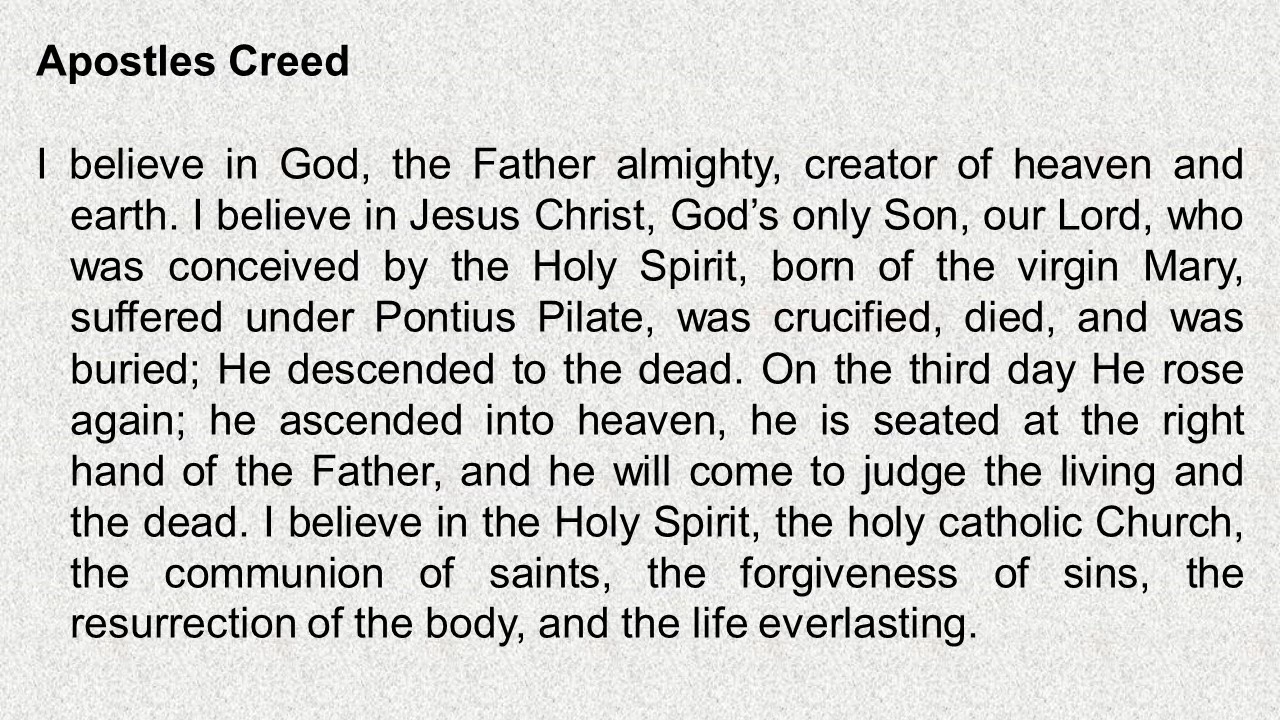 Apostles Creed
I believe in God, the Father almighty, creator of heaven and
earth. I believe in Jesus Christ, God’s only Son, our Lord, who
was conceived by the Holy Spirit, born of the virgin Mary,
suffered under Pontius Pilate, was crucified, died, and was
buried; He descended to the dead. On the third day He rose
again; he ascended into heaven, he is seated at the right
hand of the Father, and he will come to judge the living and
the dead. I believe in the Holy Spirit, the holy catholic Church,
the communion of saints, the forgiveness of sins, the
resurrection of the body, and the life everlasting.